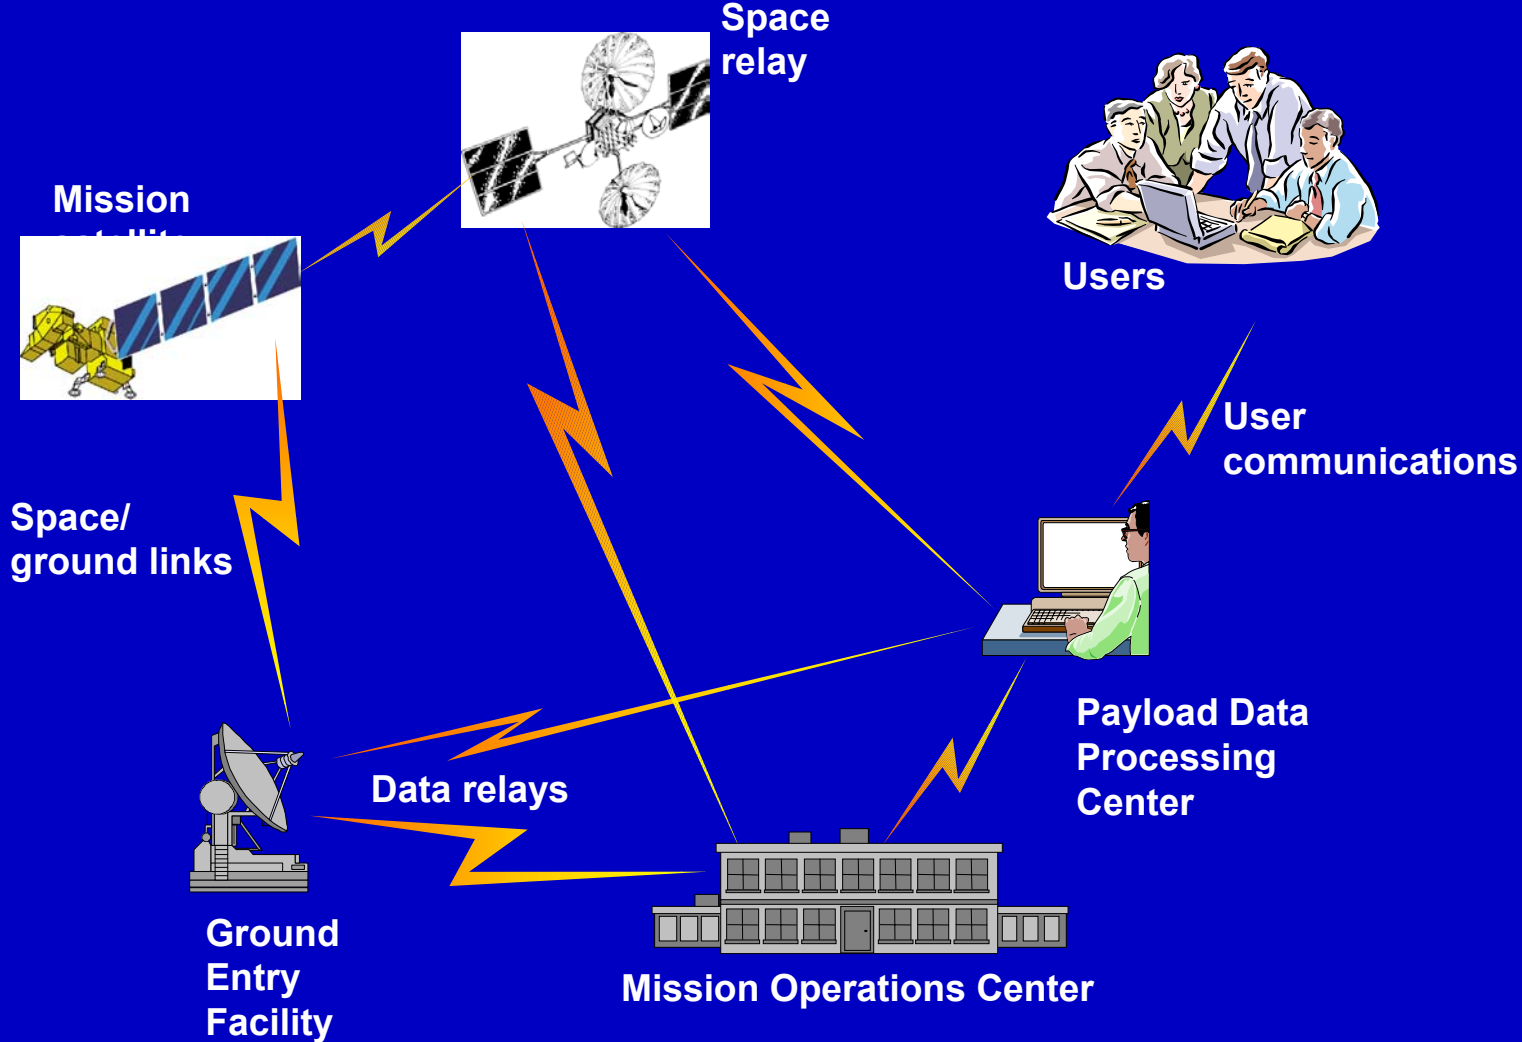 Space
relay
Mission
satellite
Users
User
communications
Space/
ground links
Payload Data
Processing
Center
Data relays
Ground
Entry
Facility
Mission Operations Center